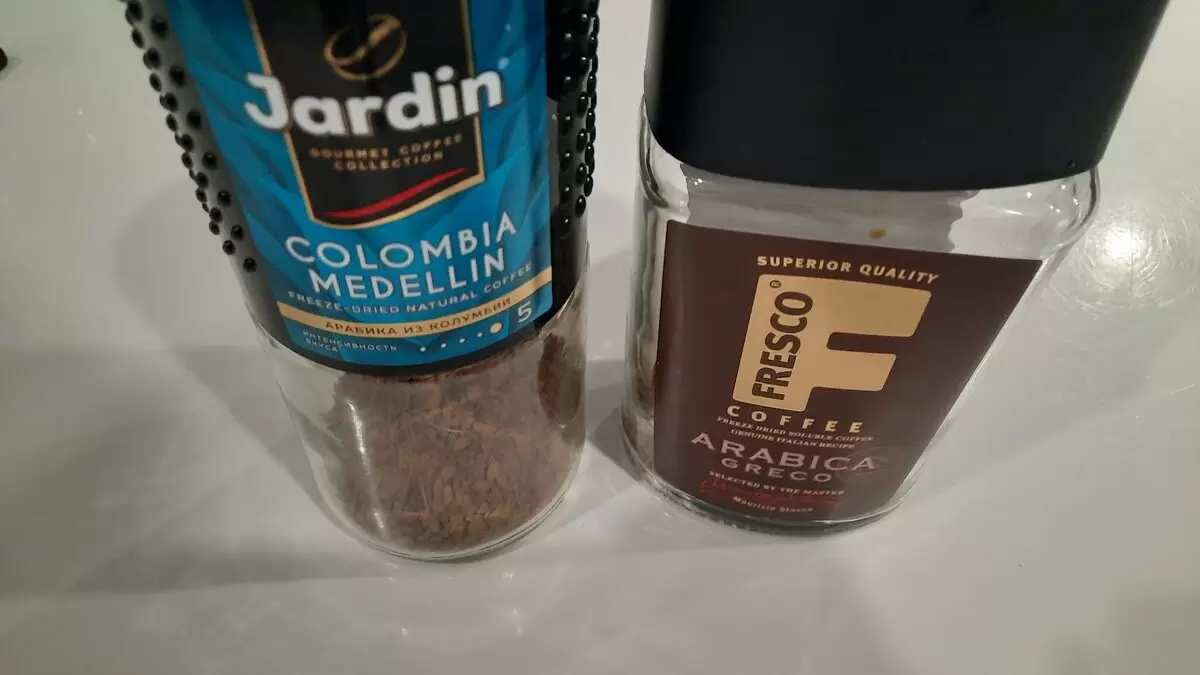 Jardin
GOURMET COFFEE
COLLECTION
COLOMBIA
MEDELLIN
FREEZE-DRIED NATURAL COFFEE
АРАБИКА ИЗ КОЛУМБИИ
ИНТЕНСИВНОСТЬ
ВКУСА
5
SUPERIOR QUALITY
FRESCO
F
COFFEE
FREEZE DRIED SOLUBLE COFFEE
GENUINE ITALIAN RECIPE
ARABICA
GRECO
SELECTED BY THE MASTER
Maurizio